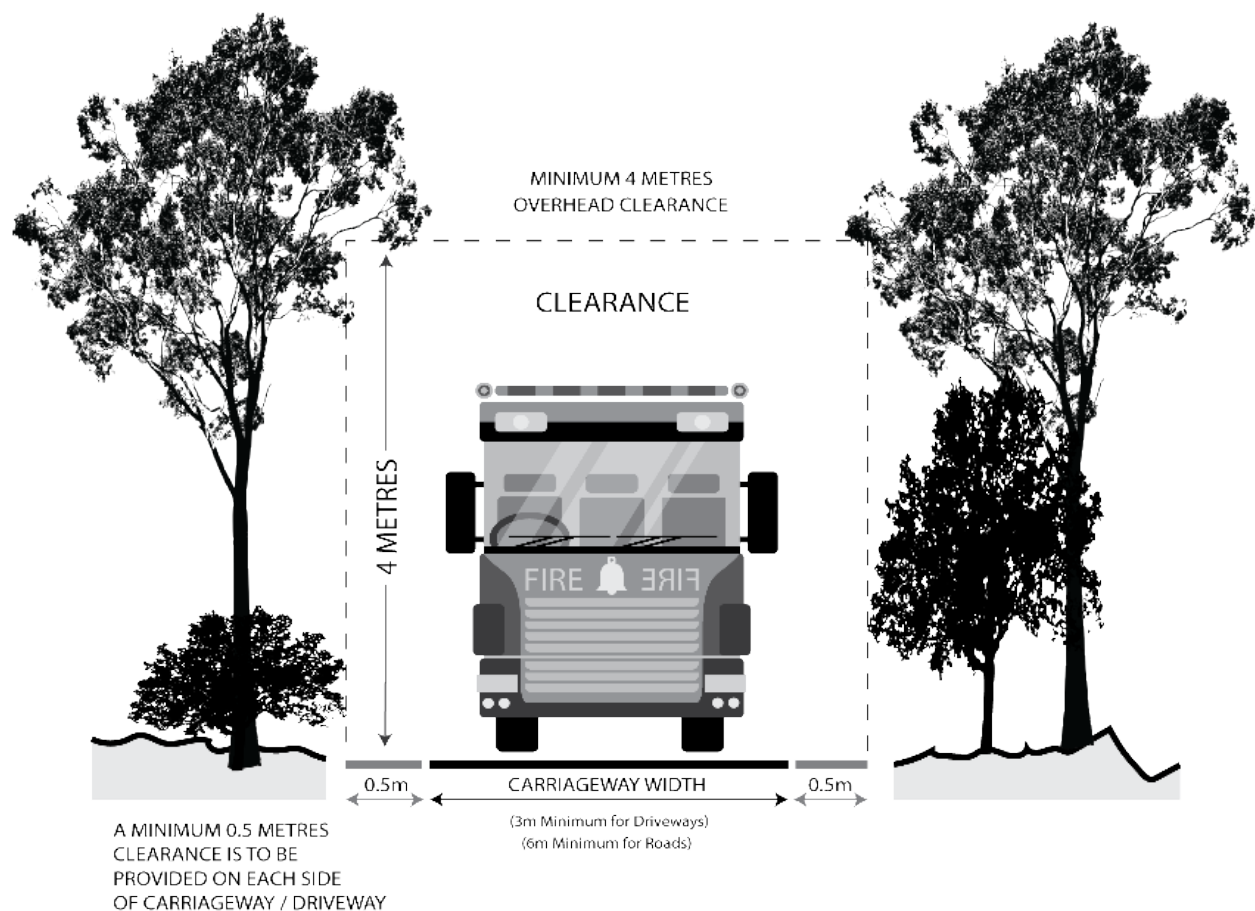 MINIMUM 4 METRES
OVERHEAD CLEARANCE
CLEARANCE
4 METRES
FIRE FIRE
0.5m
CARRIAGEWAY WIDTH
0.5m
(3m Minimum for Driveways)
(6m Minimum for Roads)
A MINIMUM 0.5 METRES
CLEARANCE IS TO BE
PROVIDED ON EACH SIDE
OF CARRIAGEWAY / DRIVEWAY